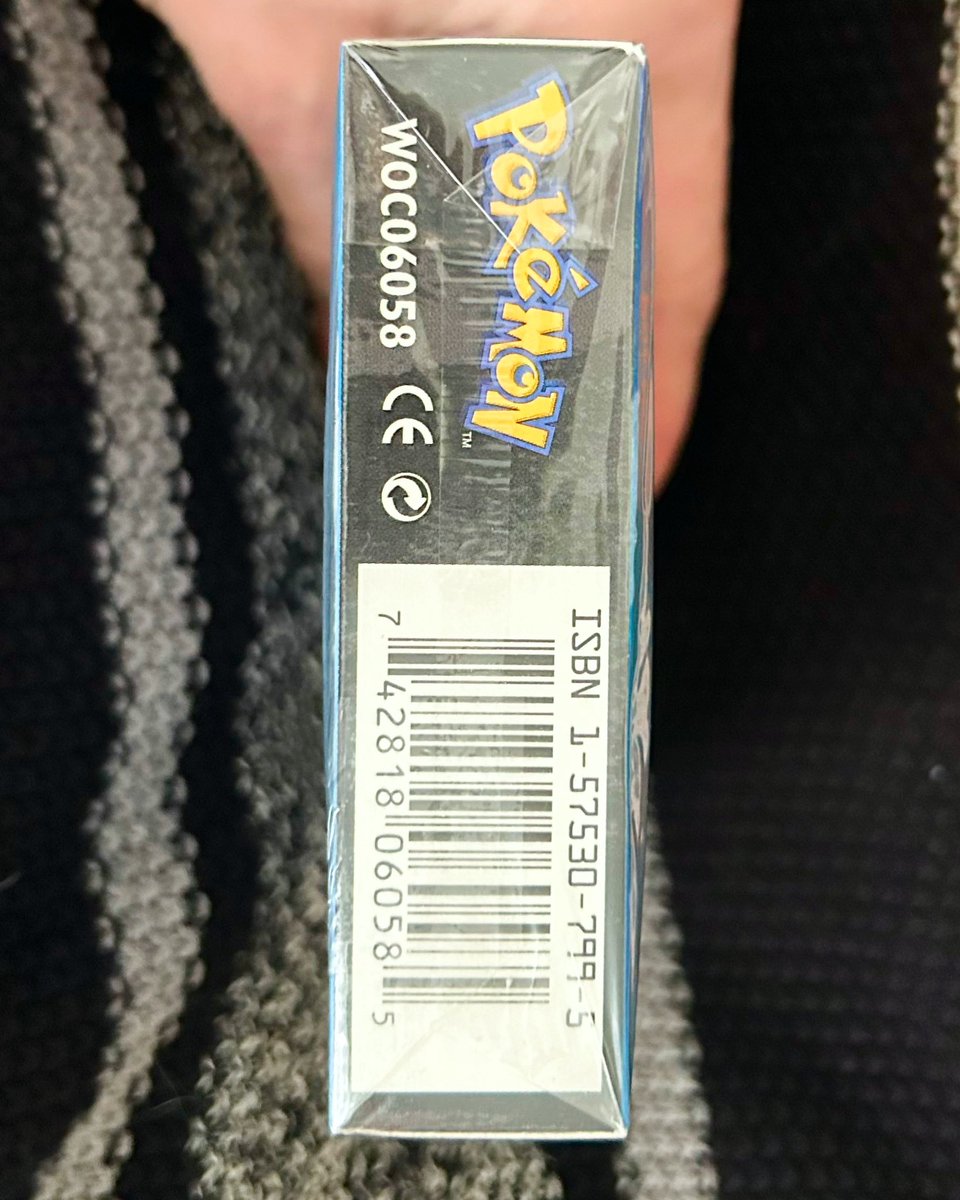 Pokémon™
WOC06058 CE
ISBN 1-57530-799-5
7 42818 06058 5